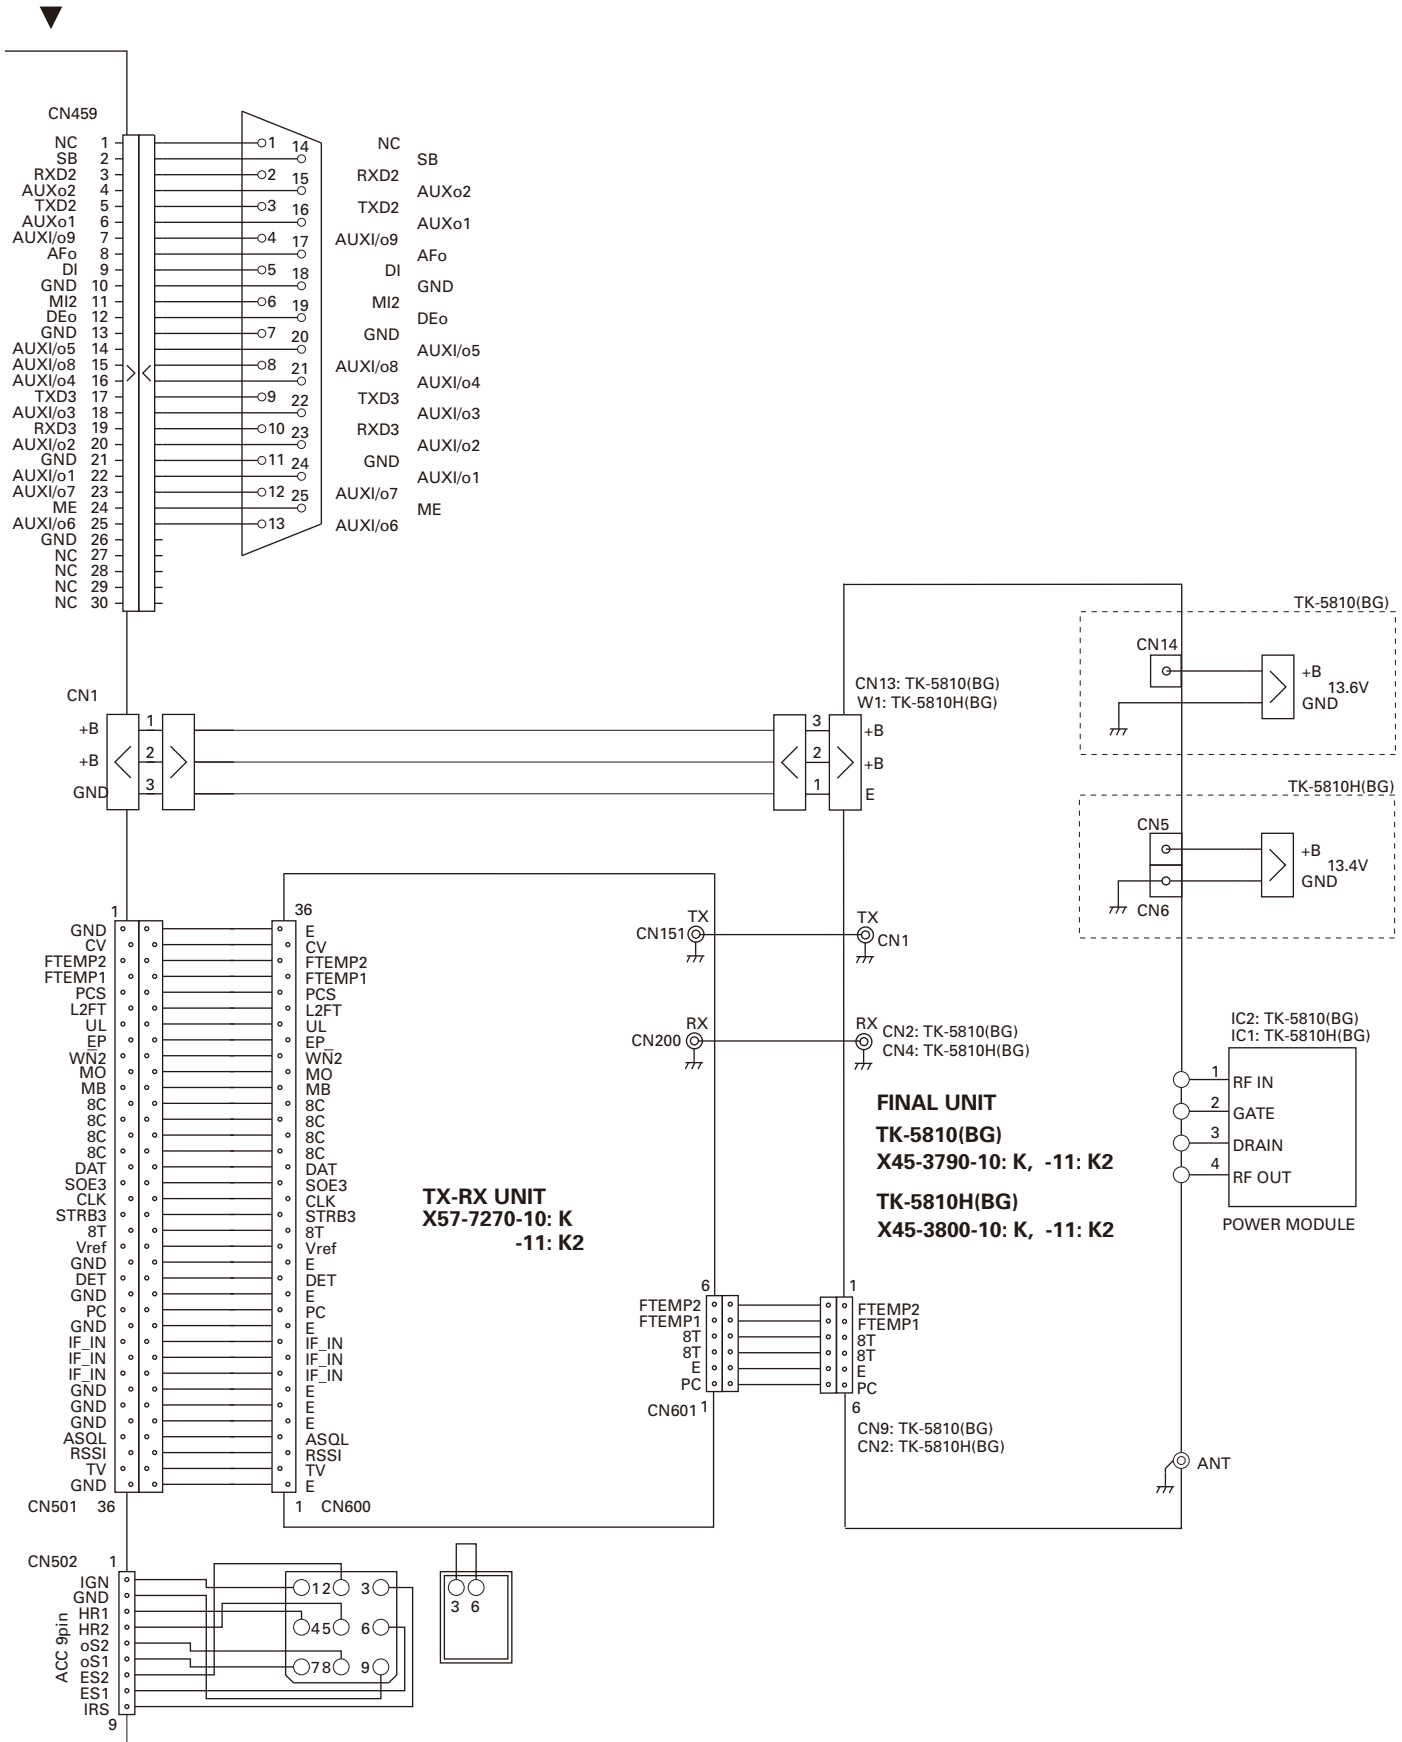 CN459
NC 1
SB 2
RXD2 3
AUXo2 4
TXD2 5
AUXo1 6
AUXI/o9 7
AFo 8
DI 9
GND 10
MI2 11
DEo 12
GND 13
AUXI/o5 14
AUXI/o8 15
AUXI/o4 16
TXD3 17
AUXI/o3 18
RXD3 19
AUXI/o2 20
GND 21
AUXI/o1 22
AUXI/o7 23
ME 24
AUXI/o6 25
GND 26
NC 27
NC 28
NC 29
NC 30
1 NC
14 SB
2 RXD2
15 AUXo2
3 TXD2
16 AUXo1
4 AUXI/o9
17 AFo
5 DI
18 GND
6 MI2
19 DEo
7 GND
20 AUXI/o5
8 AUXI/o8
21 AUXI/o4
9 TXD3
22 AUXI/o3
10 RXD3
23 AUXI/o2
11 GND
24 AUXI/o1
12 AUXI/o7
25 ME
13 AUXI/o6
CN1
+B 1
+B 2
GND 3
CN13: TK-5810(BG)
W1: TK-5810H(BG)
3 +B
2 +B
1 E
TK-5810(BG)
CN14
+B
13.6V
GND
TK-5810H(BG)
CN5
+B
13.4V
GND
CN6
1
GND
CV
FTEMP2
FTEMP1
PCS
L2FT
UL
EP
WN2
MO
MB
8C
8C
8C
8C
DAT
SOE3
CLK
STRB3
8T
Vref
GND
DET
GND
PC
GND
IF_IN
IF_IN
IF_IN
GND
GND
GND
ASQL
RSSI
TV
GND
CN501 36
36
E
CV
FTEMP2
FTEMP1
PCS
L2FT
UL
EP
WN2
MO
MB
8C
8C
8C
8C
DAT
SOE3
CLK
STRB3
8T
Vref
E
DET
E
PC
E
IF_IN
IF_IN
IF_IN
E
E
E
ASQL
RSSI
TV
E
1 CN600
TX-RX UNIT
X57-7270-10: K
-11: K2
TX
CN151
TX
CN1
RX
CN200
RX
CN2: TK-5810(BG)
CN4: TK-5810H(BG)
FINAL UNIT
TK-5810(BG)
X45-3790-10: K, -11: K2
TK-5810H(BG)
X45-3800-10: K, -11: K2
6
FTEMP2
FTEMP1
8T
8T
E
PC
CN601 1
1
FTEMP2
FTEMP1
8T
8T
E
PC
6
CN9: TK-5810(BG)
CN2: TK-5810H(BG)
IC2: TK-5810(BG)
IC1: TK-5810H(BG)
1 RF IN
2 GATE
3 DRAIN
4 RF OUT
POWER MODULE
ANT
CN502 1
ACC 9pin
IGN
GND
HR1
HR2
oS2
oS1
ES2
ES1
IRS
9
1 2 3
4 5 6
7 8 9
3 6